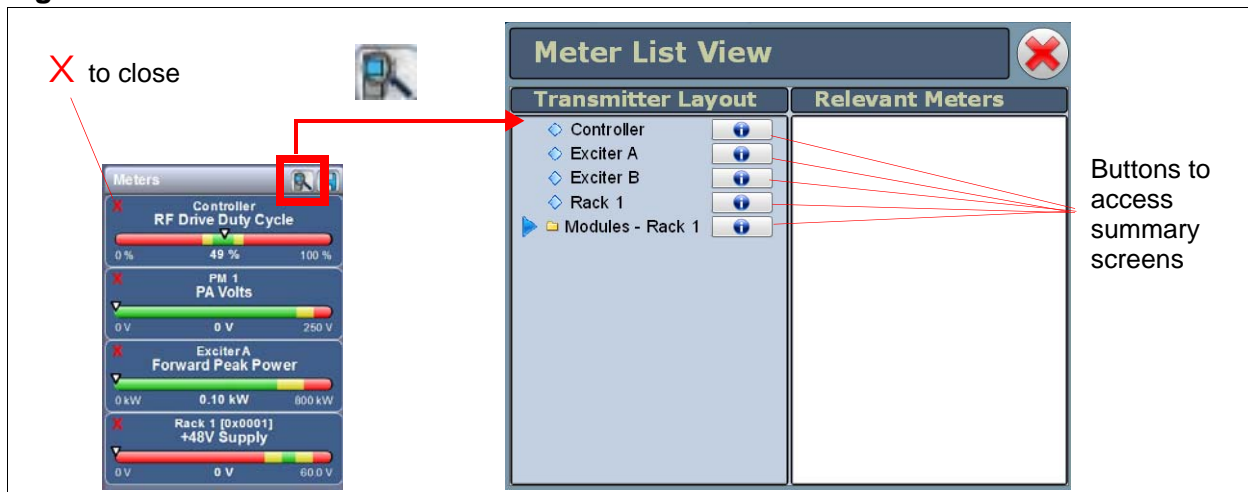 X to close
Meters
X Controller
RF Drive Duty Cycle
0 % 49 % 100 %
X PM 1
PA Volts
0 V 0 V 250 V
X Exciter A
Forward Peak Power
0 kW 0.10 kW 800 kW
X Rack 1 [0x0001]
+48V Supply
0 V 0 V 60.0 V
Meter List View
Transmitter Layout Relevant Meters
Controller
Exciter A
Exciter B
Rack 1
Modules - Rack 1
Buttons to
access
summary
screens